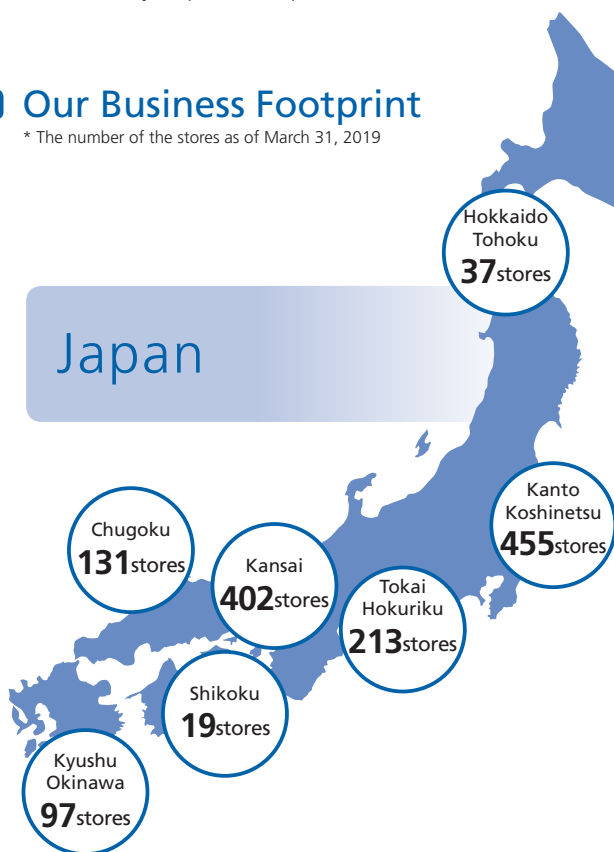 Our Business Footprint
* The number of the stores as of March 31, 2019
Hokkaido
Tohoku
37stores
Japan
Kanto
Koshinetsu
455stores
Chugoku
131stores
Kansai
402stores
Tokai
Hokuriku
213stores
Shikoku
19stores
Kyushu
Okinawa
97stores